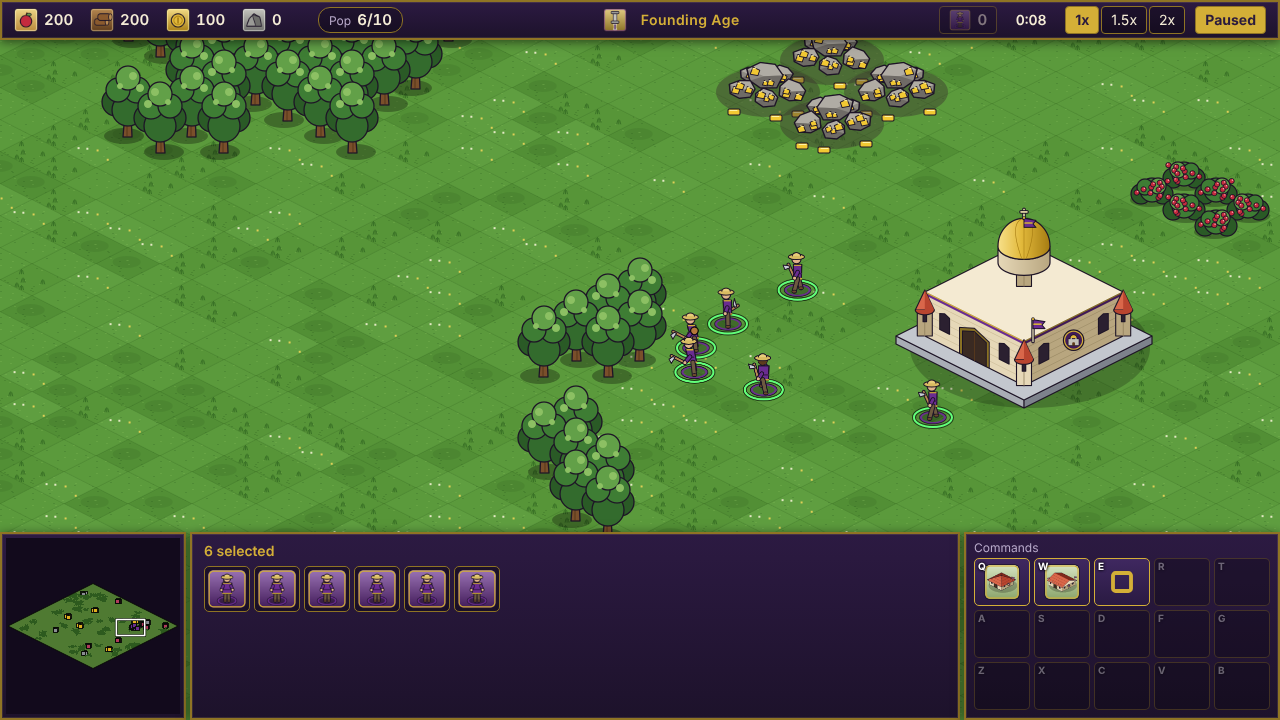 200 200 100 0 Pop 6/10 Founding Age 0 0:08 1x 1.5x 2x Paused
6 selected
Commands
Q W E R T
A S D F G
Z X C V B